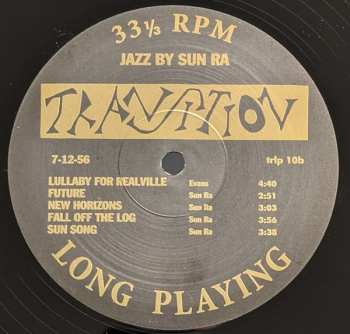 33⅓ RPM
JAZZ BY SUN RA
TRANSITION
7-12-56 trlp 10b
LULLABY FOR REALVILLE Evans 4:40
FUTURE Sun Ra 2:51
NEW HORIZONS Sun Ra 3:03
FALL OFF THE LOG Sun Ra 3:56
SUN SONG Sun Ra 3:38
LONG PLAYING